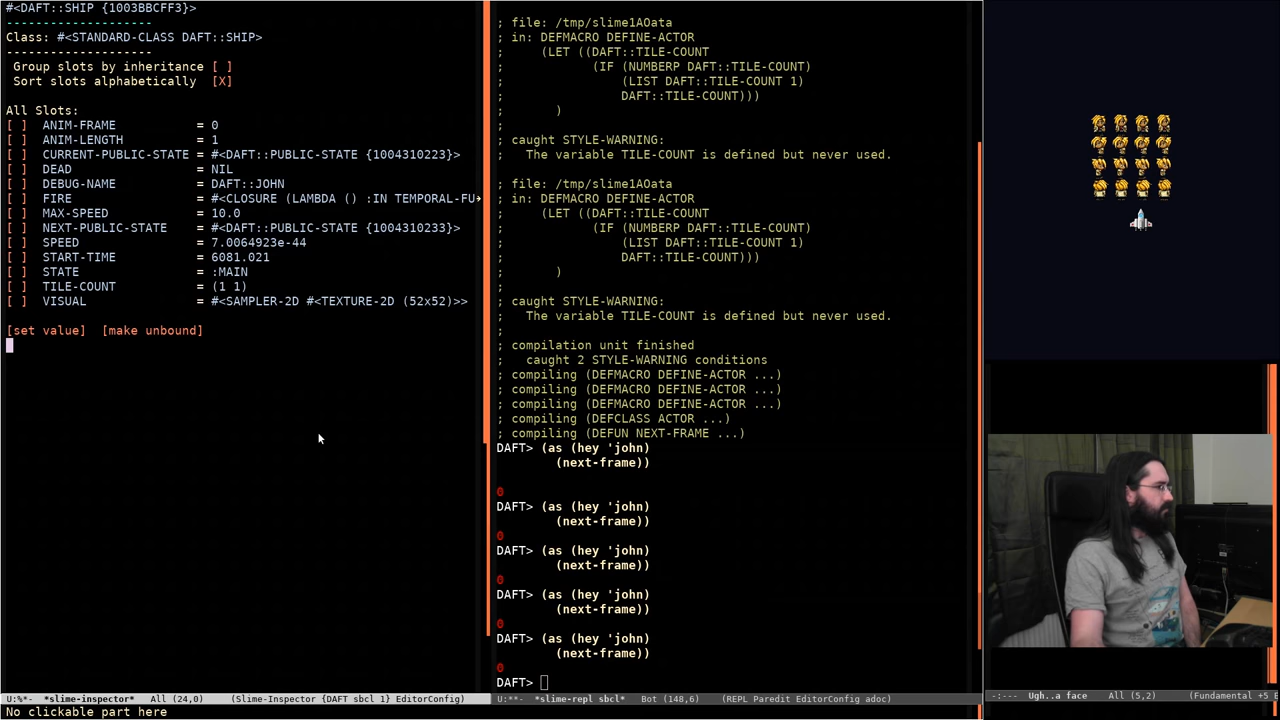 #<DAFT::SHIP {1003BBCFF3}>
--------------------
Class: #<STANDARD-CLASS DAFT::SHIP>
--------------------
Group slots by inheritance [ ]
Sort slots alphabetically  [X]
All Slots:
[ ]  ANIM-FRAME           = 0
[ ]  ANIM-LENGTH          = 1
[ ]  CURRENT-PUBLIC-STATE = #<DAFT::PUBLIC-STATE {1004310223}>
[ ]  DEAD                 = NIL
[ ]  DEBUG-NAME           = DAFT::JOHN
[ ]  FIRE                 = #<CLOSURE (LAMBDA () :IN TEMPORAL-FU
[ ]  MAX-SPEED            = 10.0
[ ]  NEXT-PUBLIC-STATE    = #<DAFT::PUBLIC-STATE {1004310233}>
[ ]  SPEED                = 7.0064923e-44
[ ]  START-TIME           = 6081.021
[ ]  STATE                = :MAIN
[ ]  TILE-COUNT           = (1 1)
[ ]  VISUAL               = #<SAMPLER-2D #<TEXTURE-2D (52x52)>>
[set value]  [make unbound]
U:%*-  *slime-inspector*  All (24,0)     (Slime-Inspector {DAFT sbcl 1} EditorConfig)
No clickable part here
; file: /tmp/slime1AOata
; in: DEFMACRO DEFINE-ACTOR
;     (LET ((DAFT::TILE-COUNT
;            (IF (NUMBERP DAFT::TILE-COUNT)
;                (LIST DAFT::TILE-COUNT 1)
;                DAFT::TILE-COUNT)))
;       )
;
; caught STYLE-WARNING:
;   The variable TILE-COUNT is defined but never used.
; file: /tmp/slime1AOata
; in: DEFMACRO DEFINE-ACTOR
;     (LET ((DAFT::TILE-COUNT
;            (IF (NUMBERP DAFT::TILE-COUNT)
;                (LIST DAFT::TILE-COUNT 1)
;                DAFT::TILE-COUNT)))
;       )
;
; caught STYLE-WARNING:
;   The variable TILE-COUNT is defined but never used.
;
; compilation unit finished
;   caught 2 STYLE-WARNING conditions
; compiling (DEFMACRO DEFINE-ACTOR ...)
; compiling (DEFMACRO DEFINE-ACTOR ...)
; compiling (DEFMACRO DEFINE-ACTOR ...)
; compiling (DEFCLASS ACTOR ...)
; compiling (DEFUN NEXT-FRAME ...)
DAFT> (as (hey 'john)
        (next-frame))
0
DAFT> (as (hey 'john)
        (next-frame))
0
DAFT> (as (hey 'john)
        (next-frame))
0
DAFT> (as (hey 'john)
        (next-frame))
0
DAFT> (as (hey 'john)
        (next-frame))
0
DAFT>
U:**-  *slime-repl sbcl*   Bot (148,6)    (REPL Paredit EditorConfig adoc)
-:---  Ugh..a face    All (5,2)     (Fundamental +5 E